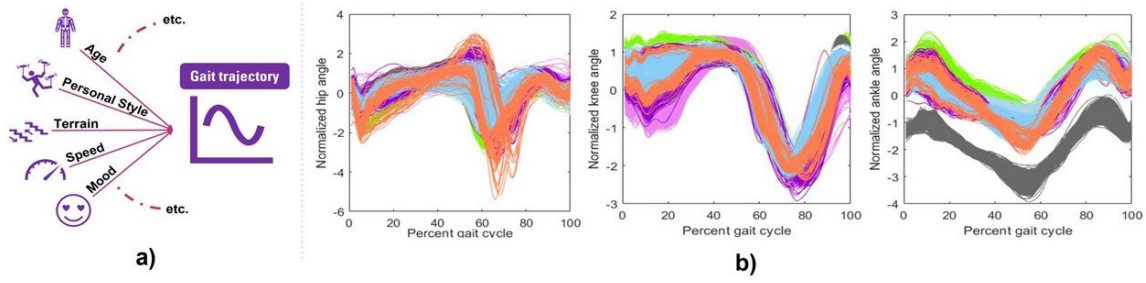 etc.
Age
Personal Style
Terrain
Speed
Mood
etc.
Gait trajectory
a)
Normalized hip angle
4
2
0
-2
-4
-6
0 20 40 60 80 100
Percent gait cycle
Normalized knee angle
2
1
0
-1
-2
-3
0 20 40 60 80 100
Percent gait cycle
Normalized ankle angle
3
2
1
0
-1
-2
-3
-4
0 20 40 60 80 100
Percent gait cycle
b)